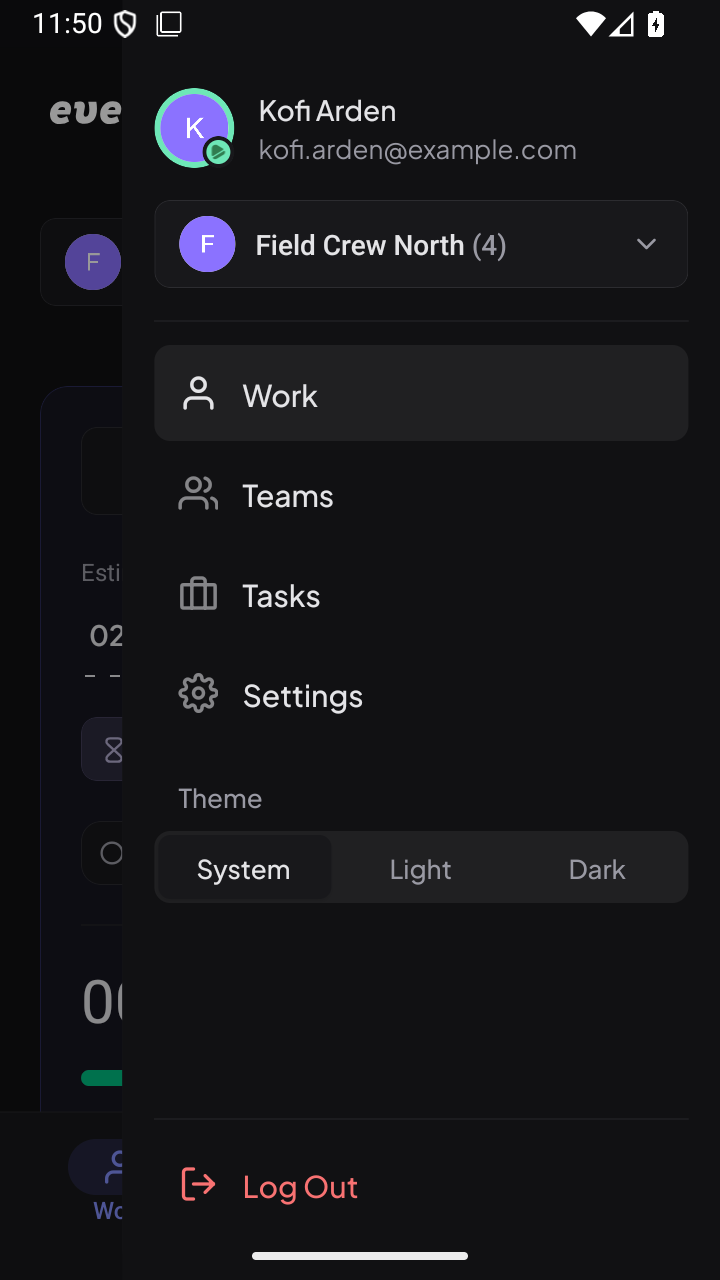 11:50
K
Kofi Arden
kofi.arden@example.com
F
Field Crew North (4)
F
Work
Teams
Tasks
Settings
Theme
System
Light
Dark
Log Out